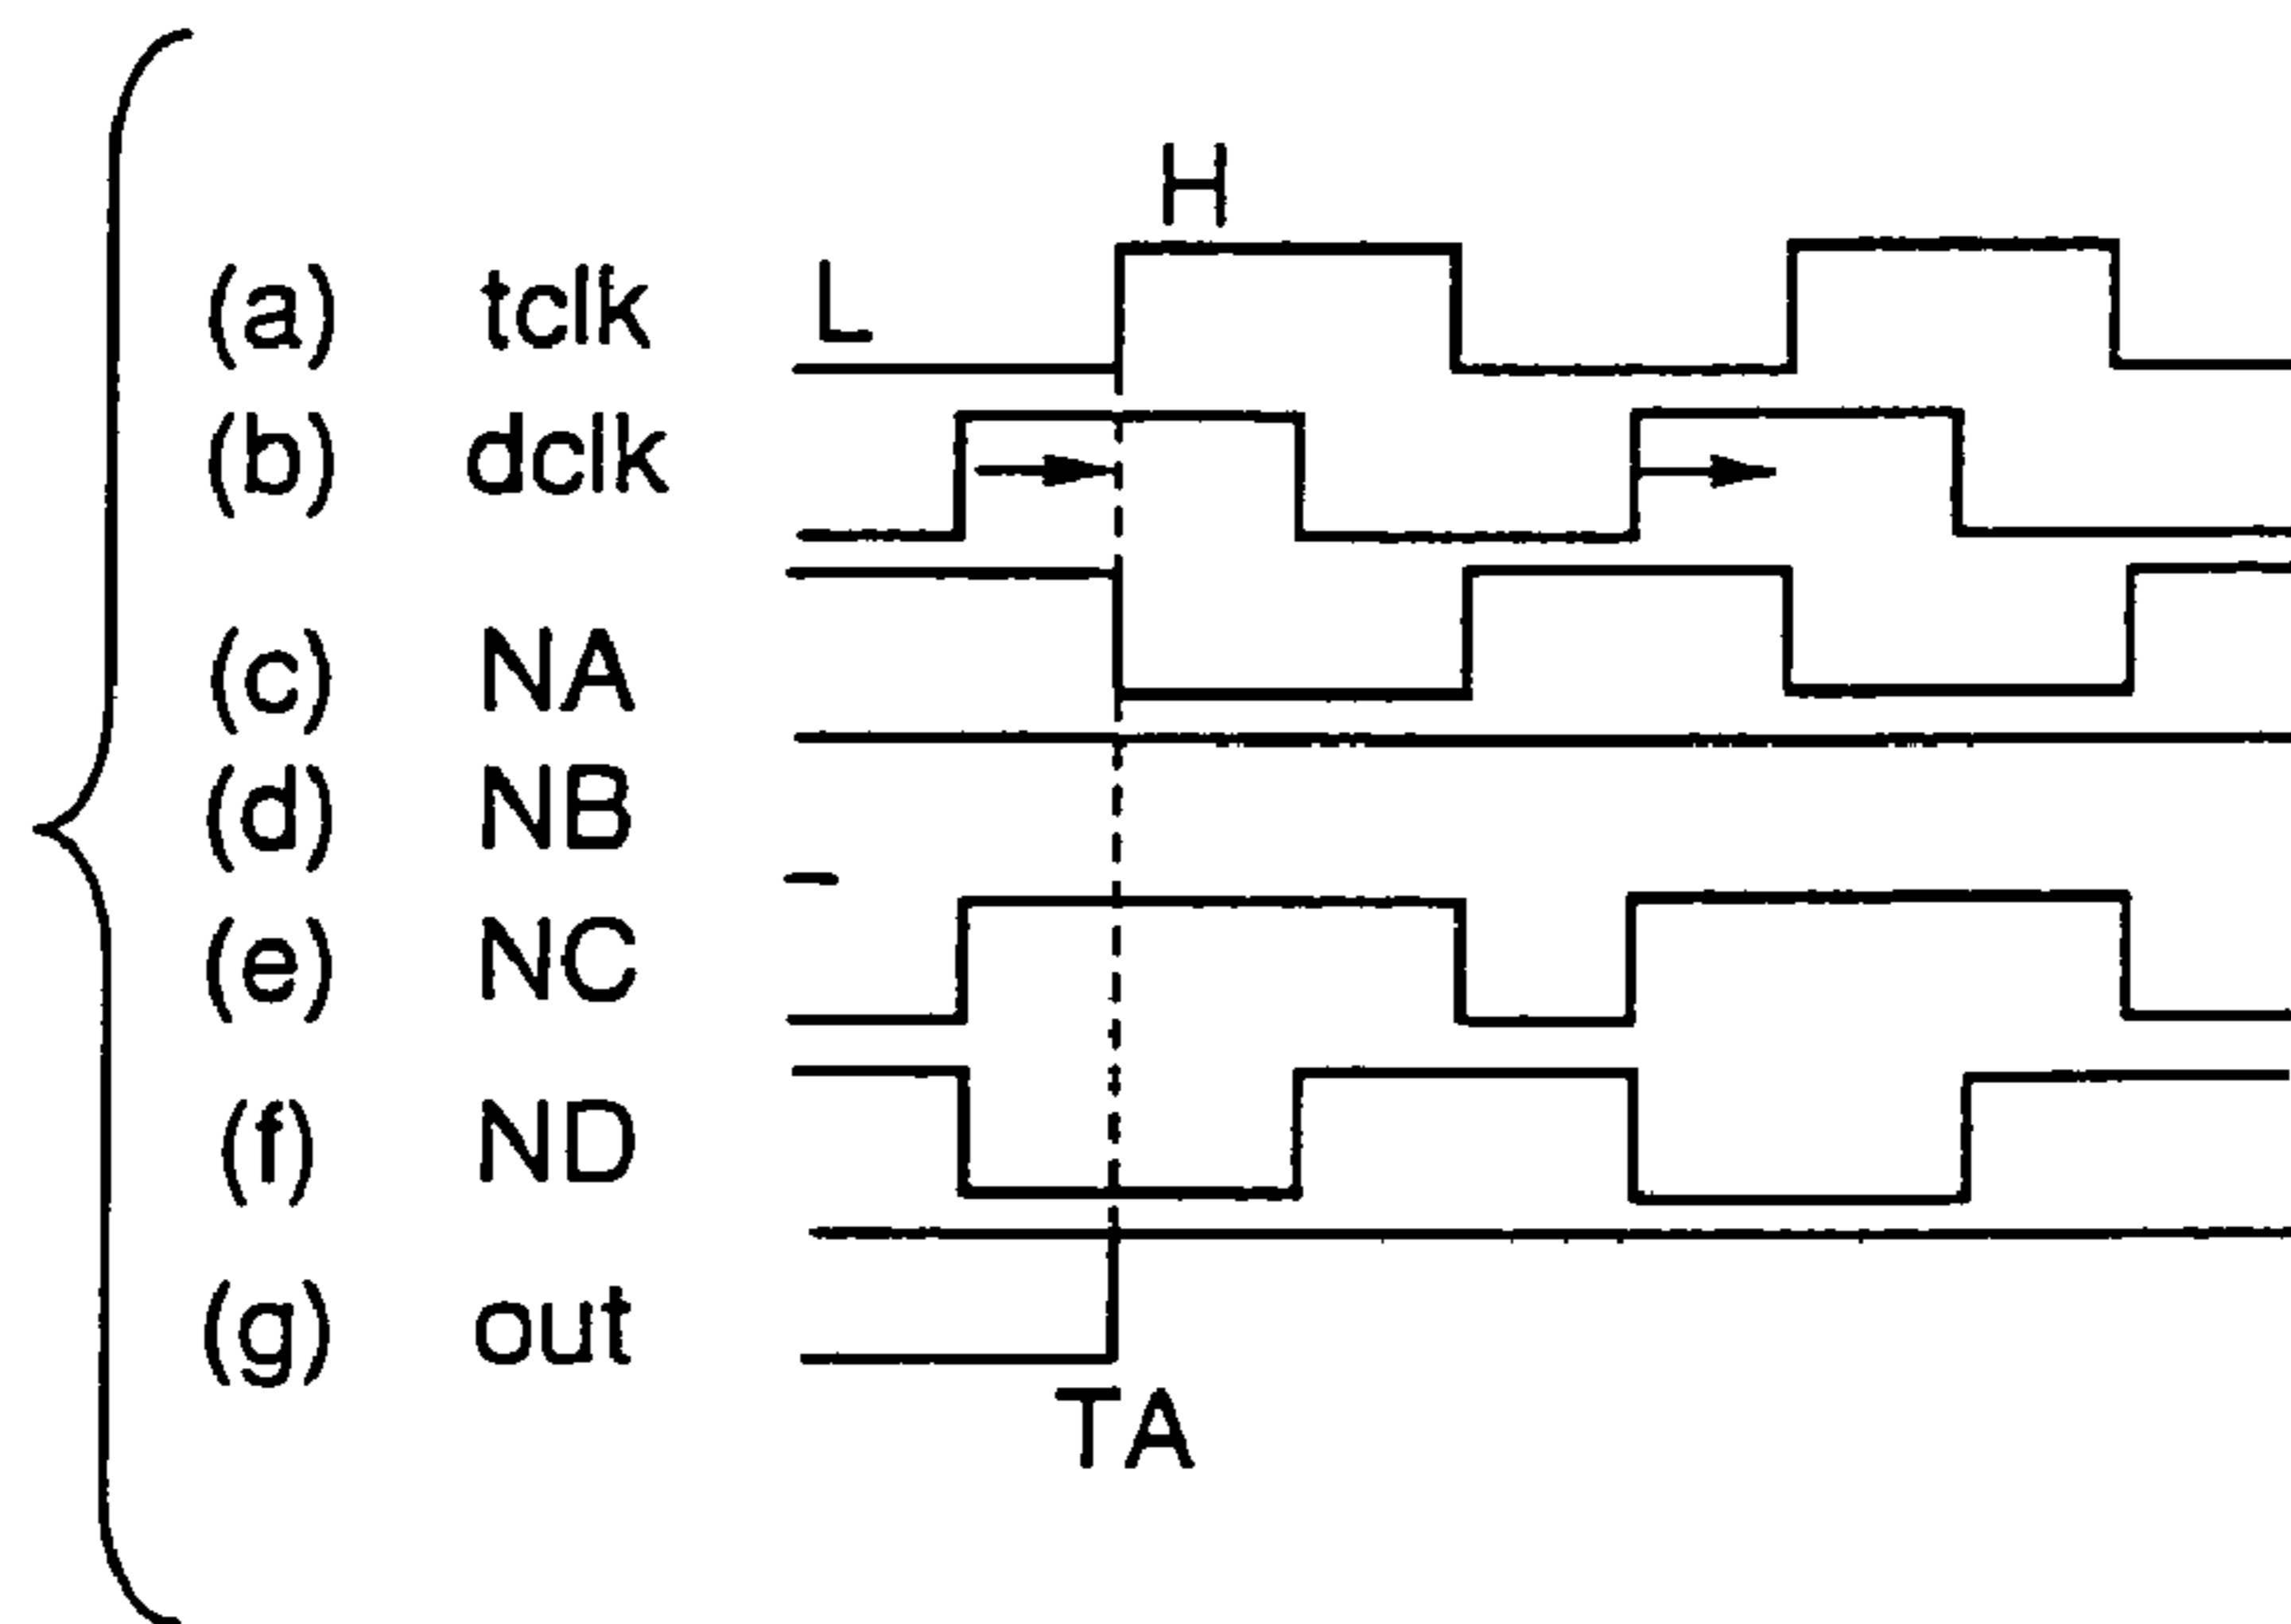 H
(a) tclk L
(b) dclk
(c) NA
(d) NB
(e) NC
(f) ND
(g) out
TA